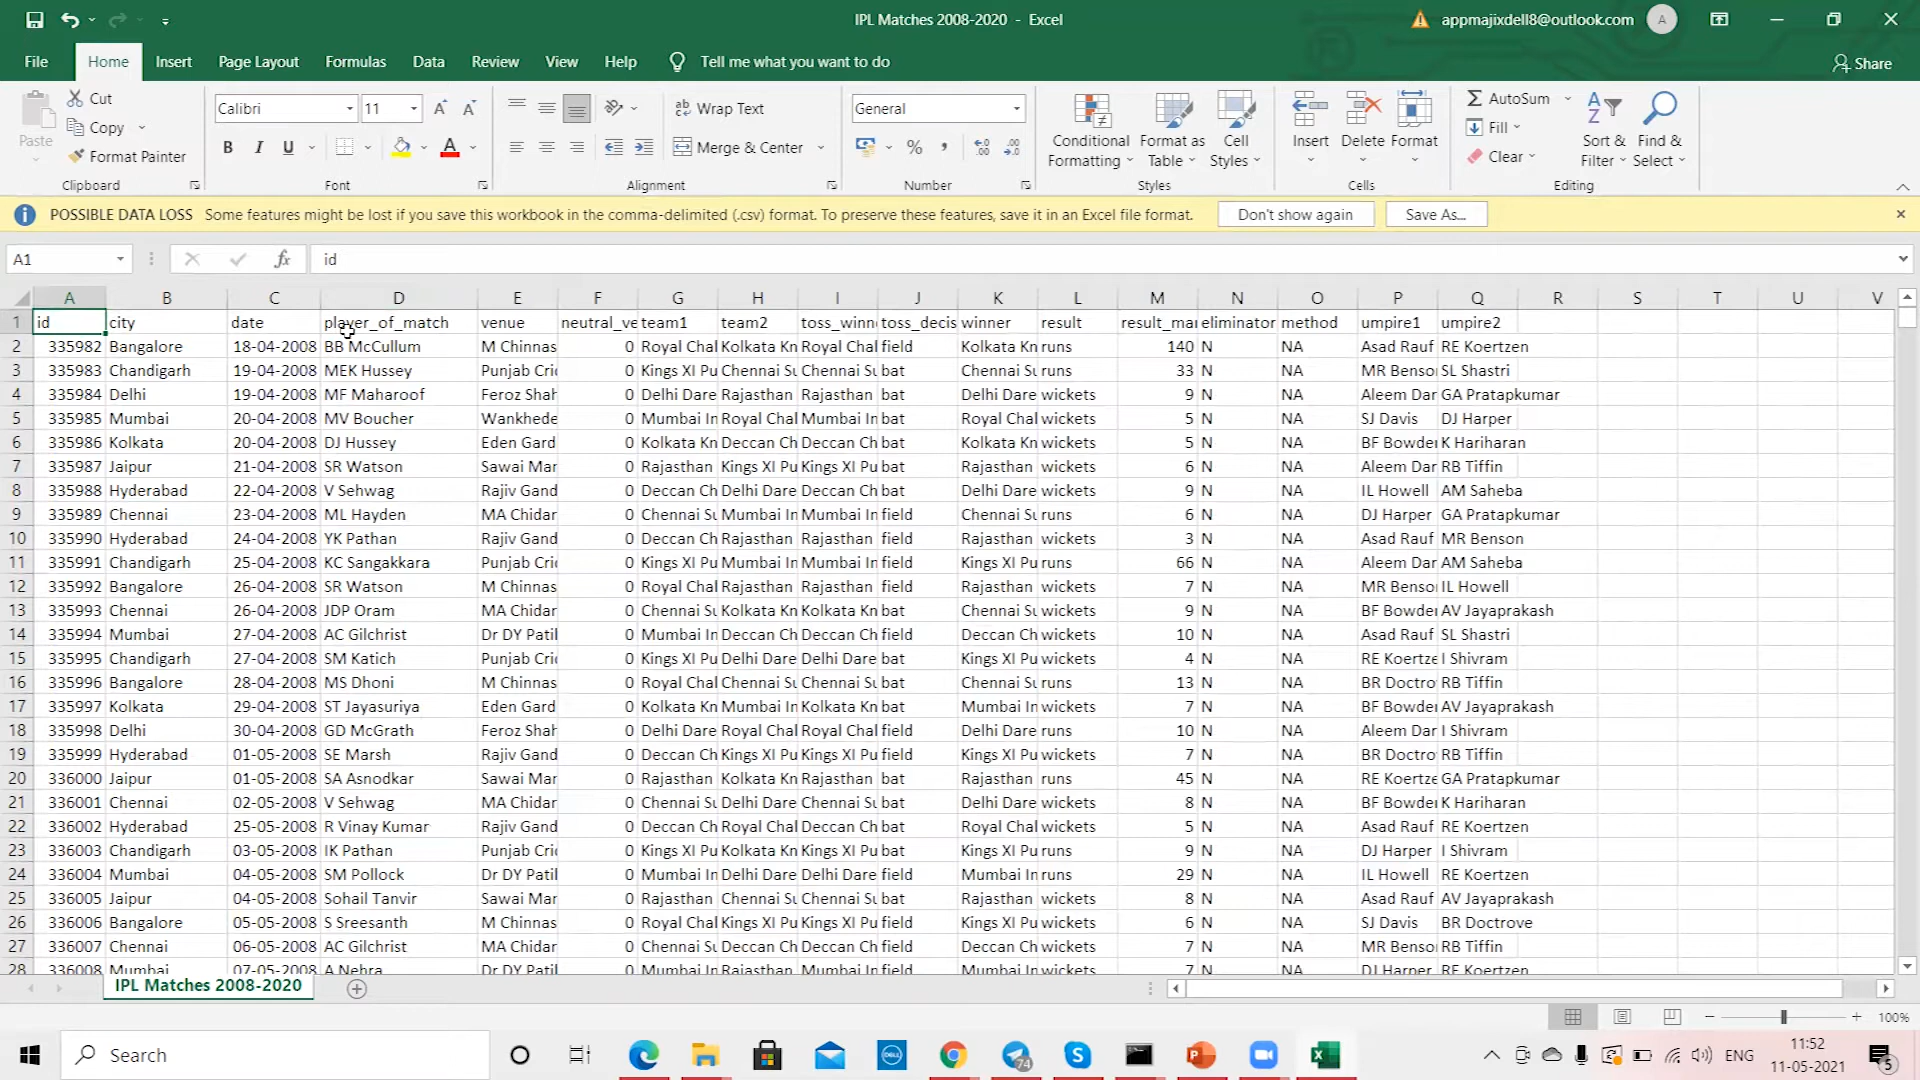 IPL Matches 2008-2020 - Excel
appmajixdell8@outlook.com A
File Home Insert Page Layout Formulas Data Review View Help Tell me what you want to do Share
Paste Cut Copy Format Painter Clipboard
Calibri 11 B I U A Font
Wrap Text Merge & Center Alignment
General % Number
Conditional Formatting Format as Table Cell Styles Styles
Insert Delete Format Cells
AutoSum Fill Clear Sort & Filter Find & Select Editing
POSSIBLE DATA LOSS Some features might be lost if you save this workbook in the comma-delimited (.csv) format. To preserve these features, save it in an Excel file format. Don't show again Save As...
A1 fx id
A B C D E F G H I J K L M N O P Q R S T U V
1 id city date player_of_match venue neutral_ve team1 team2 toss_winn toss_decis winner result result_mar eliminator method umpire1 umpire2
2 335982 Bangalore 18-04-2008 BB McCullum M Chinnas 0 Royal Chal Kolkata Kn Royal Chal field Kolkata Kn runs 140 N NA Asad Rauf RE Koertzen
3 335983 Chandigarh 19-04-2008 MEK Hussey Punjab Cric 0 Kings XI Pu Chennai Su Chennai Su bat Chennai Su runs 33 N NA MR Benso SL Shastri
4 335984 Delhi 19-04-2008 MF Maharoof Feroz Shah 0 Delhi Dare Rajasthan Rajasthan bat Delhi Dare wickets 9 N NA Aleem Dar GA Pratapkumar
5 335985 Mumbai 20-04-2008 MV Boucher Wankhede 0 Mumbai In Royal Chal Mumbai In bat Royal Chal wickets 5 N NA SJ Davis DJ Harper
6 335986 Kolkata 20-04-2008 DJ Hussey Eden Gard 0 Kolkata Kn Deccan Ch Deccan Ch bat Kolkata Kn wickets 5 N NA BF Bowder K Hariharan
7 335987 Jaipur 21-04-2008 SR Watson Sawai Mar 0 Rajasthan Kings XI Pu Kings XI Pu bat Rajasthan wickets 6 N NA Aleem Dar RB Tiffin
8 335988 Hyderabad 22-04-2008 V Sehwag Rajiv Gand 0 Deccan Ch Delhi Dare Deccan Ch bat Delhi Dare wickets 9 N NA IL Howell AM Saheba
9 335989 Chennai 23-04-2008 ML Hayden MA Chidar 0 Chennai Su Mumbai In Mumbai In field Chennai Su runs 6 N NA DJ Harper GA Pratapkumar
10 335990 Hyderabad 24-04-2008 YK Pathan Rajiv Gand 0 Deccan Ch Rajasthan Rajasthan field Rajasthan wickets 3 N NA Asad Rauf MR Benson
11 335991 Chandigarh 25-04-2008 KC Sangakkara Punjab Cric 0 Kings XI Pu Mumbai In Mumbai In field Kings XI Pu runs 66 N NA Aleem Dar AM Saheba
12 335992 Bangalore 26-04-2008 SR Watson M Chinnas 0 Royal Chal Rajasthan Rajasthan field Rajasthan wickets 7 N NA MR Benso IL Howell
13 335993 Chennai 26-04-2008 JDP Oram MA Chidar 0 Chennai Su Kolkata Kn Kolkata Kn bat Chennai Su wickets 9 N NA BF Bowder AV Jayaprakash
14 335994 Mumbai 27-04-2008 AC Gilchrist Dr DY Patil 0 Mumbai In Deccan Ch Deccan Ch field Deccan Ch wickets 10 N NA Asad Rauf SL Shastri
15 335995 Chandigarh 27-04-2008 SM Katich Punjab Cric 0 Kings XI Pu Delhi Dare Delhi Dare bat Kings XI Pu wickets 4 N NA RE Koertze I Shivram
16 335996 Bangalore 28-04-2008 MS Dhoni M Chinnas 0 Royal Chal Chennai Su Chennai Su bat Chennai Su runs 13 N NA BR Doctro RB Tiffin
17 335997 Kolkata 29-04-2008 ST Jayasuriya Eden Gard 0 Kolkata Kn Mumbai In Kolkata Kn bat Mumbai In wickets 7 N NA BF Bowder AV Jayaprakash
18 335998 Delhi 30-04-2008 GD McGrath Feroz Shah 0 Delhi Dare Royal Chal Royal Chal field Delhi Dare runs 10 N NA Aleem Dar I Shivram
19 335999 Hyderabad 01-05-2008 SE Marsh Rajiv Gand 0 Deccan Ch Kings XI Pu Kings XI Pu field Kings XI Pu wickets 7 N NA BR Doctro RB Tiffin
20 336000 Jaipur 01-05-2008 SA Asnodkar Sawai Mar 0 Rajasthan Kolkata Kn Rajasthan bat Rajasthan runs 45 N NA RE Koertze GA Pratapkumar
21 336001 Chennai 02-05-2008 V Sehwag MA Chidar 0 Chennai Su Delhi Dare Chennai Su bat Delhi Dare wickets 8 N NA BF Bowder K Hariharan
22 336002 Hyderabad 25-05-2008 R Vinay Kumar Rajiv Gand 0 Deccan Ch Royal Chal Deccan Ch bat Royal Chal wickets 5 N NA Asad Rauf RE Koertzen
23 336003 Chandigarh 03-05-2008 IK Pathan Punjab Cric 0 Kings XI Pu Kolkata Kn Kings XI Pu bat Kings XI Pu runs 9 N NA DJ Harper I Shivram
24 336004 Mumbai 04-05-2008 SM Pollock Dr DY Patil 0 Mumbai In Delhi Dare Delhi Dare field Mumbai In runs 29 N NA IL Howell RE Koertzen
25 336005 Jaipur 04-05-2008 Sohail Tanvir Sawai Mar 0 Rajasthan Chennai Su Chennai Su bat Rajasthan wickets 8 N NA Asad Rauf AV Jayaprakash
26 336006 Bangalore 05-05-2008 S Sreesanth M Chinnas 0 Royal Chal Kings XI Pu Kings XI Pu field Kings XI Pu wickets 6 N NA SJ Davis BR Doctrove
27 336007 Chennai 06-05-2008 AC Gilchrist MA Chidar 0 Chennai Su Deccan Ch Deccan Ch field Deccan Ch wickets 7 N NA MR Benso RB Tiffin
28 336008 Mumbai 07-05-2008 A Nehra Dr DY Patil 0 Mumbai In Rajasthan Mumbai In field Mumbai In wickets 7 N NA DJ Harper RE Koertzen
IPL Matches 2008-2020
100%
Search DELL 74 ENG 11:52
11-05-2021 5